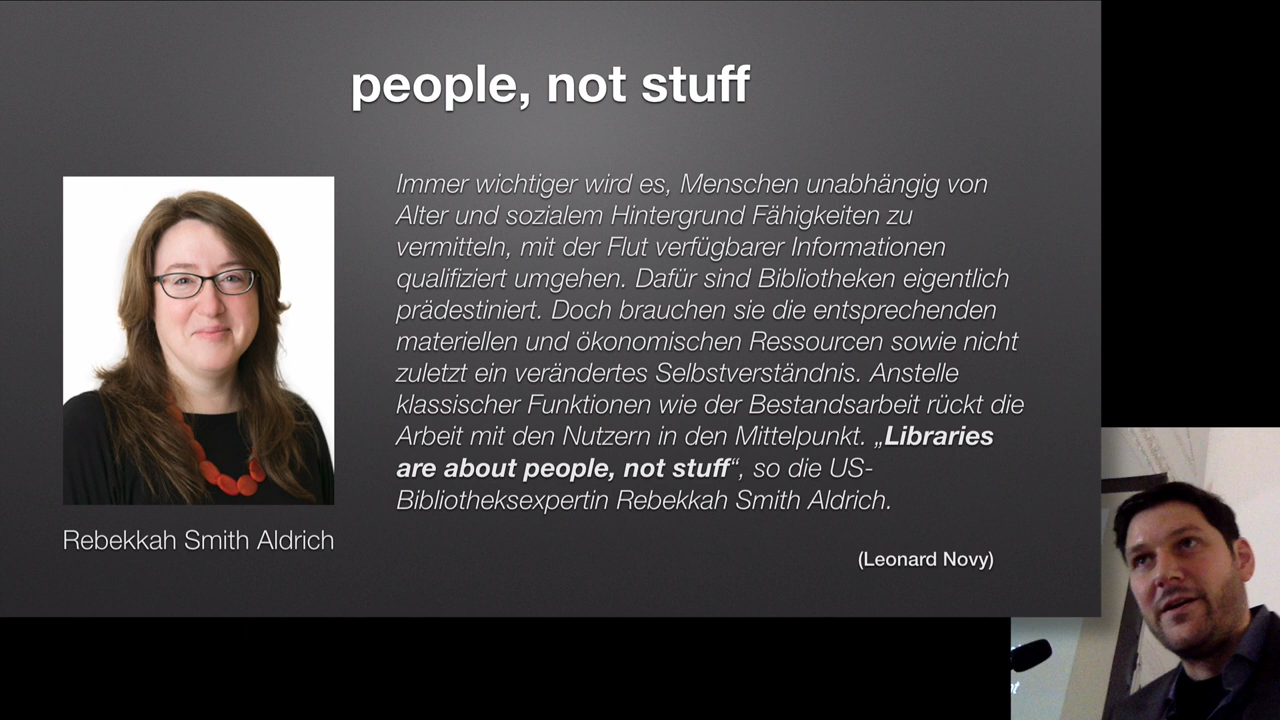 people, not stuff
Immer wichtiger wird es, Menschen unabhängig von
Alter und sozialem Hintergrund Fähigkeiten zu
vermitteln, mit der Flut verfügbarer Informationen
qualifiziert umgehen. Dafür sind Bibliotheken eigentlich
prädestiniert. Doch brauchen sie die entsprechenden
materiellen und ökonomischen Ressourcen sowie nicht
zuletzt ein verändertes Selbstverständnis. Anstelle
klassischer Funktionen wie der Bestandsarbeit rückt die
Arbeit mit den Nutzern in den Mittelpunkt. „Libraries
are about people, not stuff“, so die US-
Bibliotheksexpertin Rebekkah Smith Aldrich.
Rebekkah Smith Aldrich
(Leonard Novy)